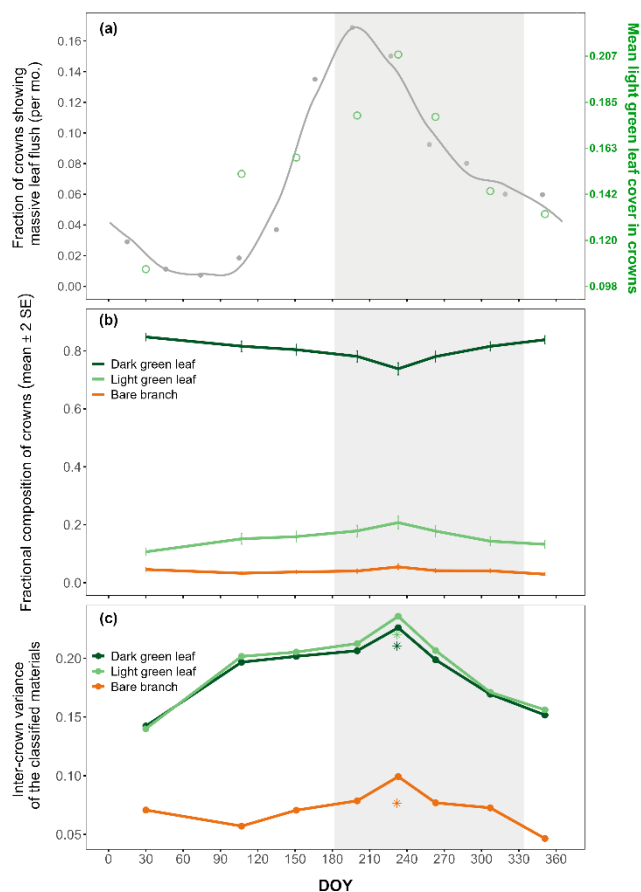 (a)
Fraction of crowns showing
massive leaf flush (per mo.)
0.16
0.14
0.12
0.10
0.08
0.06
0.04
0.02
0.00
0.207
0.185
0.163
0.142
0.120
0.098
Mean light green
leaf cover in crowns
(b)
Fractional composition of crowns (mean ± 2 SE)
0.8
0.6
0.4
0.2
0.0
Dark green leaf
Light green leaf
Bare branch
(c)
Inter-crown variance
of the classified materials
0.20
0.15
0.10
0.05
Dark green leaf
Light green leaf
Bare branch
0 30 60 90 120 150 180 210 240 270 300 330 360
DOY